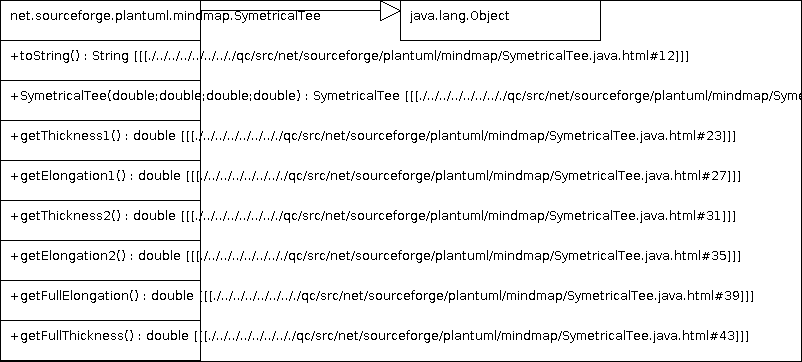 net.sourceforge.plantuml.mindmap.SymetricalTee
java.lang.Object
+toString() : String [[[./../../../../../../qc/src/net/sourceforge/plantuml/mindmap/SymetricalTee.java.html#12]]]
+SymetricalTee(double;double;double;double) : SymetricalTee [[[./../../../../../../qc/src/net/sourceforge/plantuml/mindmap/Syme
+getThickness1() : double [[[./../../../../../../qc/src/net/sourceforge/plantuml/mindmap/SymetricalTee.java.html#23]]]
+getElongation1() : double [[[./../../../../../../qc/src/net/sourceforge/plantuml/mindmap/SymetricalTee.java.html#27]]]
+getThickness2() : double [[[./../../../../../../qc/src/net/sourceforge/plantuml/mindmap/SymetricalTee.java.html#31]]]
+getElongation2() : double [[[./../../../../../../qc/src/net/sourceforge/plantuml/mindmap/SymetricalTee.java.html#35]]]
+getFullElongation() : double [[[./../../../../../../qc/src/net/sourceforge/plantuml/mindmap/SymetricalTee.java.html#39]]]
+getFullThickness() : double [[[./../../../../../../qc/src/net/sourceforge/plantuml/mindmap/SymetricalTee.java.html#43]]]